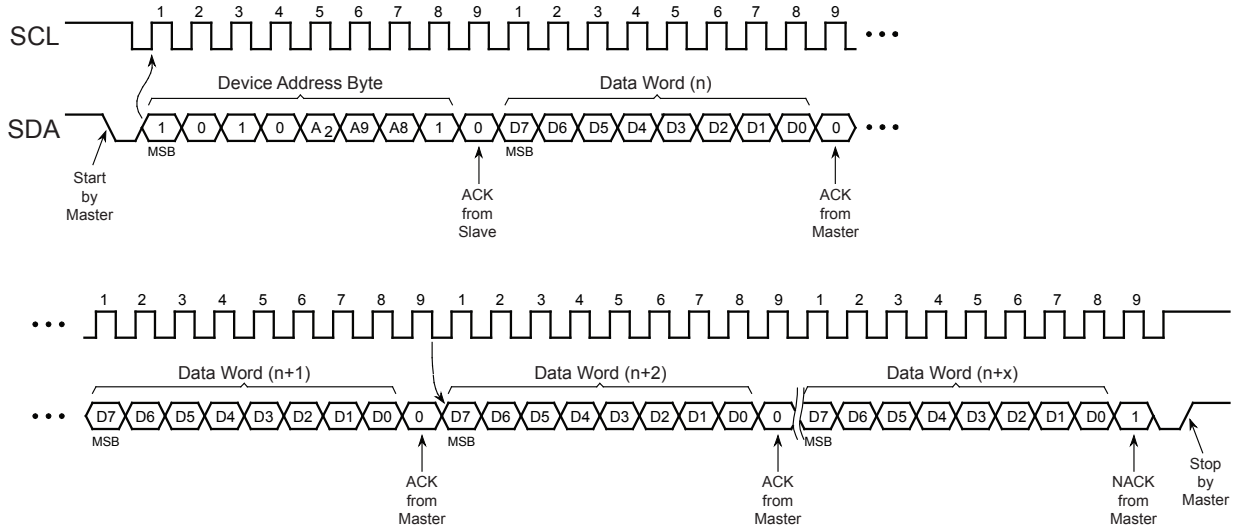 1 2 3 4 5 6 7 8 9 1 2 3 4 5 6 7 8 9
SCL
Device Address Byte Data Word (n)
SDA 1 0 1 0 A2 A9 A8 1 0 D7 D6 D5 D4 D3 D2 D1 D0 0
MSB MSB
Start
by
Master
ACK
from
Slave
ACK
from
Master
1 2 3 4 5 6 7 8 9 1 2 3 4 5 6 7 8 9 1 2 3 4 5 6 7 8 9
Data Word (n+1) Data Word (n+2) Data Word (n+x)
D7 D6 D5 D4 D3 D2 D1 D0 0 D7 D6 D5 D4 D3 D2 D1 D0 0 D7 D6 D5 D4 D3 D2 D1 D0 1
MSB MSB MSB
ACK
from
Master
ACK
from
Master
NACK
from
Master
Stop
by
Master